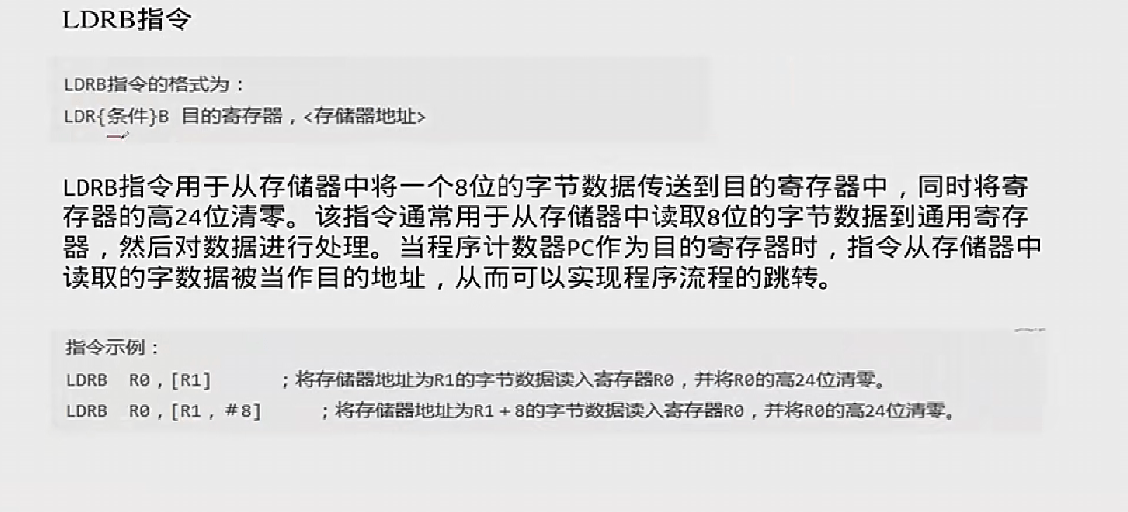 LDRB指令
LDRB指令的格式为：
LDR{条件}B 目的寄存器，<存储器地址>
LDRB指令用于从存储器中将一个8位的字节数据传送到目的寄存器中，同时将寄
存器的高24位清零。该指令通常用于从存储器中读取8位的字节数据到通用寄存
器，然后对数据进行处理。当程序计数器PC作为目的寄存器时，指令从存储器中
读取的字数据被当作目的地址，从而可以实现程序流程的跳转。
指令示例：
LDRB R0，[R1] ；将存储器地址为R1的字节数据读入寄存器R0，并将R0的高24位清零。
LDRB R0，[R1，＃8] ；将存储器地址为R1＋8的字节数据读入寄存器R0，并将R0的高24位清零。